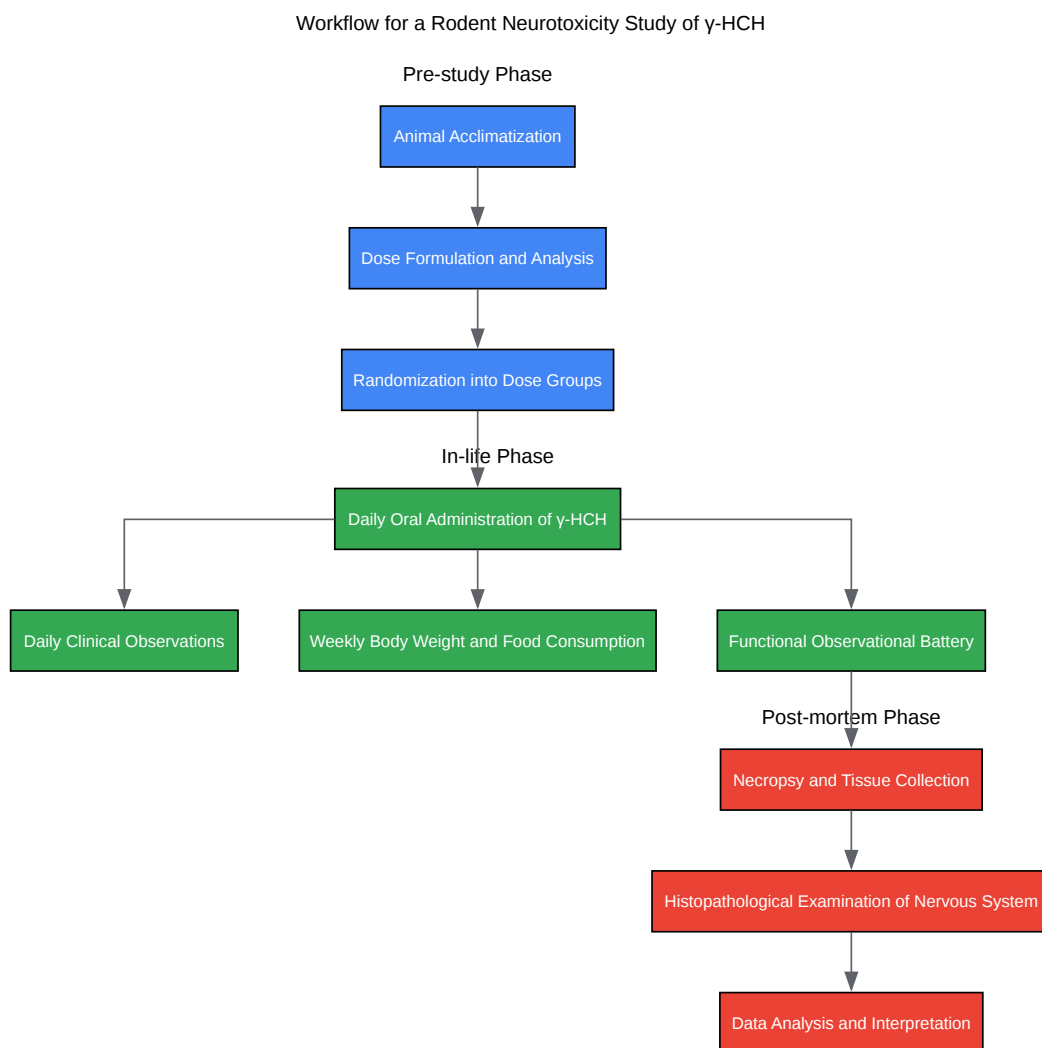 Workflow for a Rodent Neurotoxicity Study of γ-HCH
Pre-study Phase
Animal Acclimatization
Dose Formulation and Analysis
Randomization into Dose Groups
In-life Phase
Daily Oral Administration of γ-HCH
Daily Clinical Observations
Weekly Body Weight and Food Consumption
Functional Observational Battery
Post-mortem Phase
Necropsy and Tissue Collection
Histopathological Examination of Nervous System
Data Analysis and Interpretation